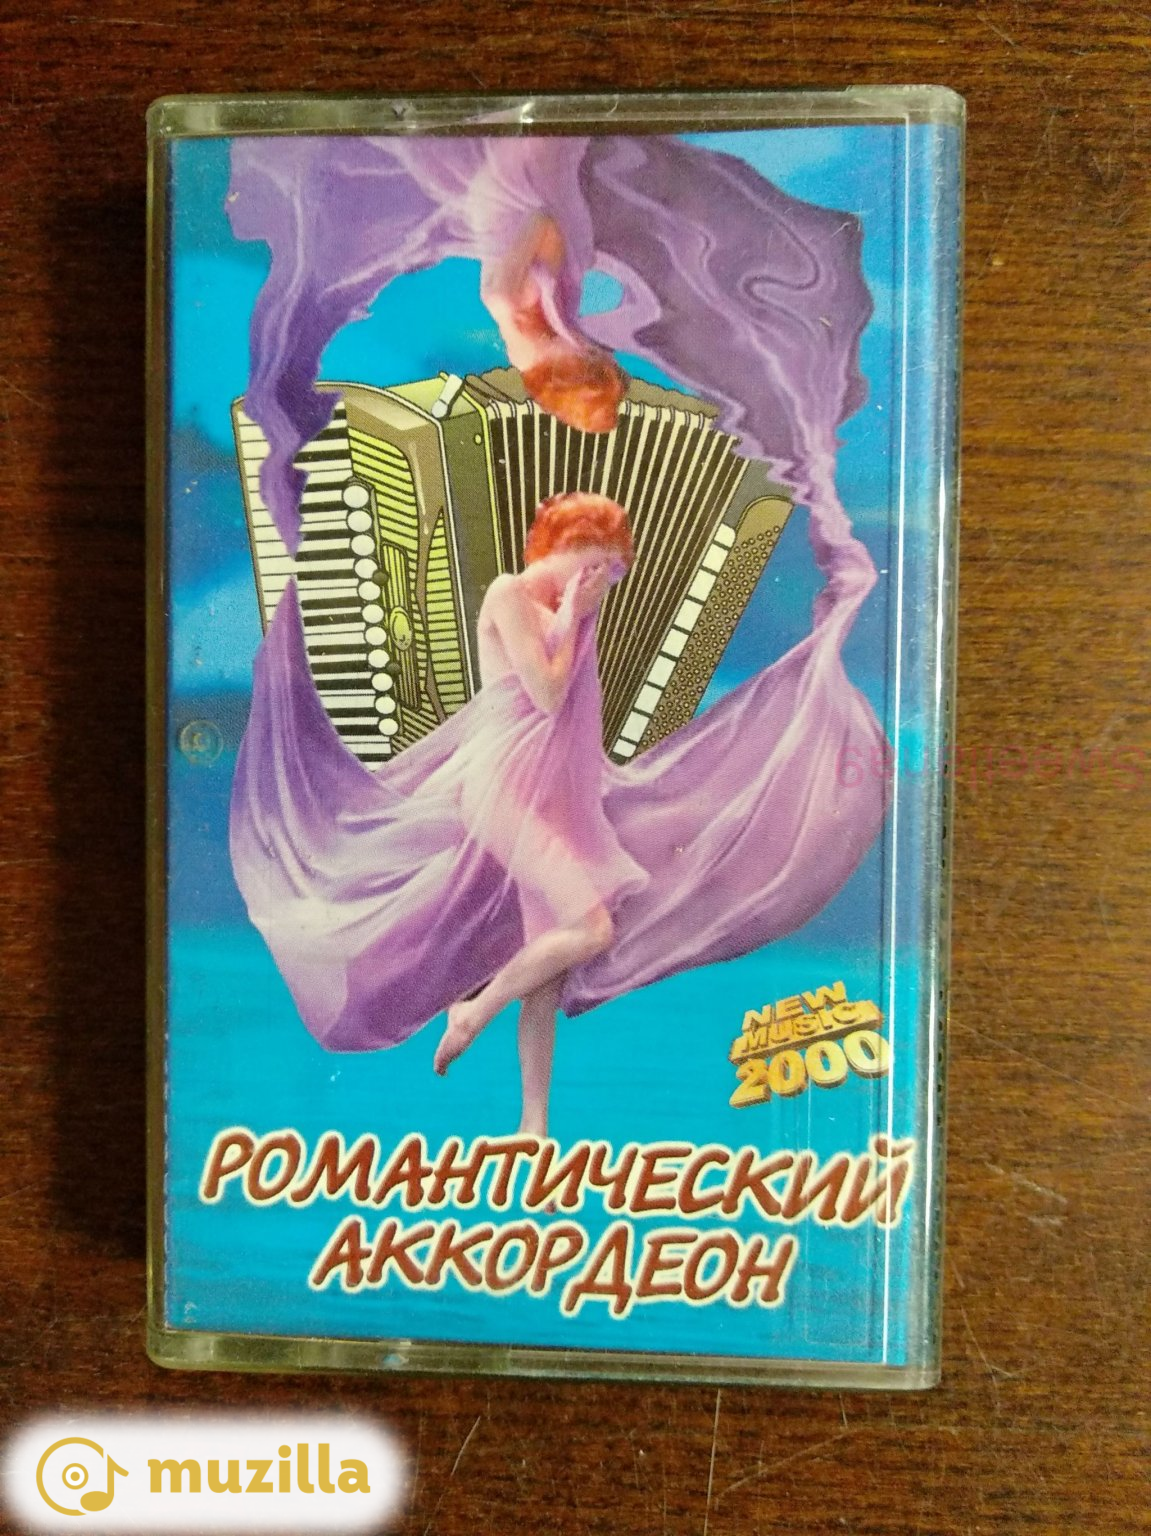 NEW
MUSIC
2000
РОМАНТИЧЕСКИЙ
АККОРДЕОН
muzilla